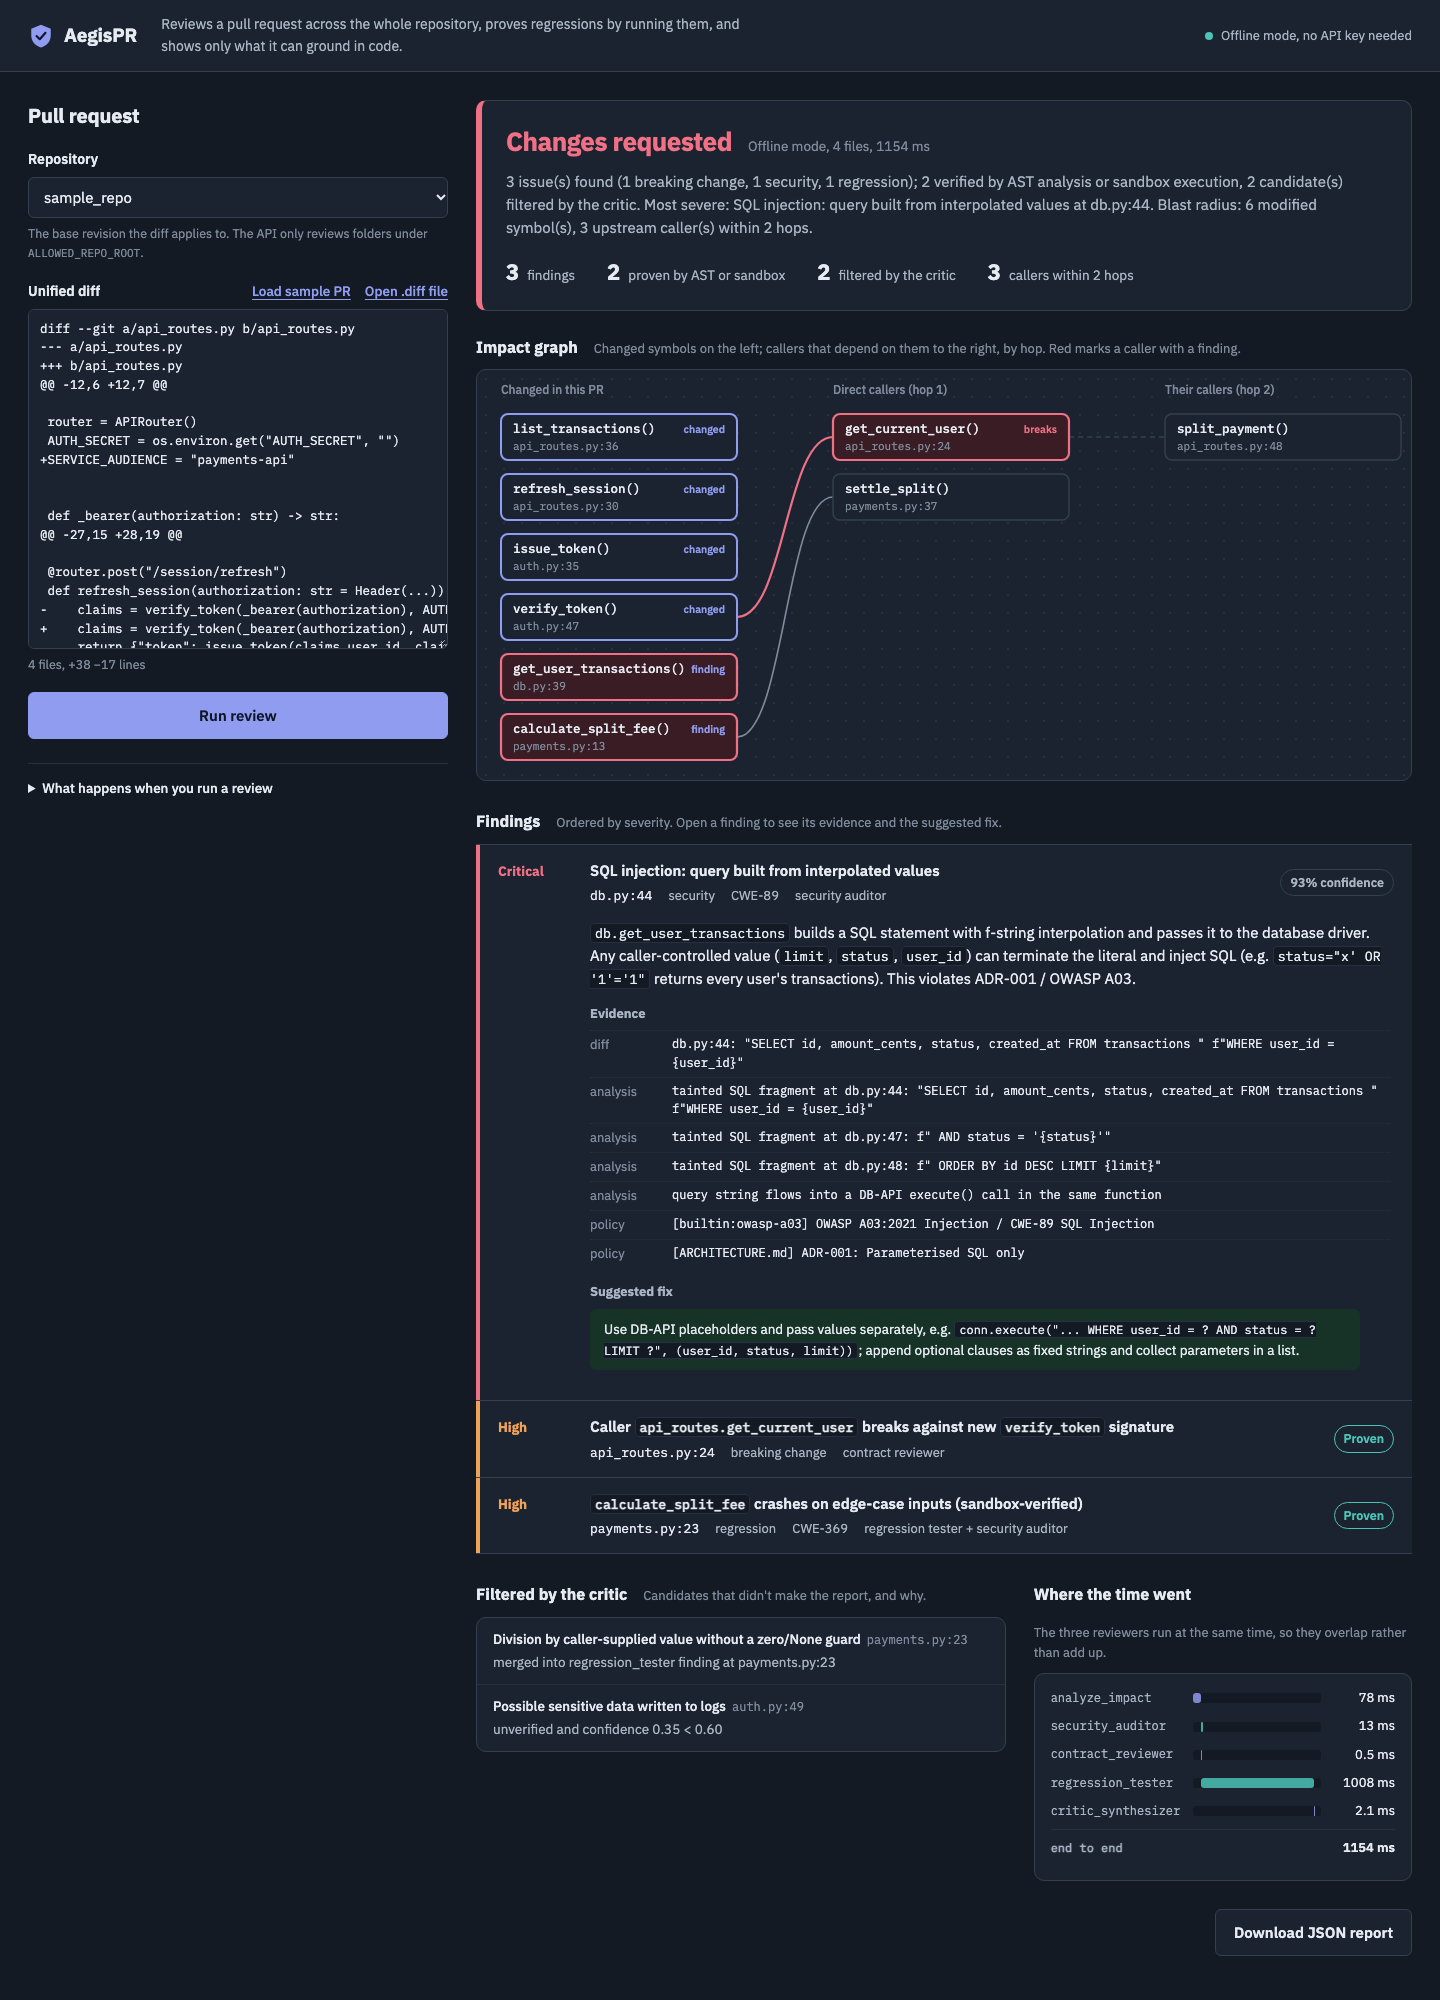 AegisPR
Reviews a pull request across the whole repository, proves regressions by running them, and
shows only what it can ground in code.
Offline mode, no API key needed
Pull request
Repository
sample_repo
The base revision the diff applies to. The API only reviews folders under
ALLOWED_REPO_ROOT.
Unified diff
Load sample PR
Open .diff file
diff --git a/api_routes.py b/api_routes.py
--- a/api_routes.py
+++ b/api_routes.py
@@ -12,6 +12,7 @@
router = APIRouter()
AUTH_SECRET = os.environ.get("AUTH_SECRET", "")
+SERVICE_AUDIENCE = "payments-api"
def _bearer(authorization: str) -> str:
@@ -27,15 +28,19 @@
@router.post("/session/refresh")
def refresh_session(authorization: str = Header(...))
-    claims = verify_token(_bearer(authorization), AUT
+    claims = verify_token(_bearer(authorization), AUT
return {"token": issue_token(claims.user_id, clai
4 files, +38 −17 lines
Run review
What happens when you run a review
Changes requested
Offline mode, 4 files, 1154 ms
3 issue(s) found (1 breaking change, 1 security, 1 regression); 2 verified by AST analysis or sandbox execution, 2 candidate(s)
filtered by the critic. Most severe: SQL injection: query built from interpolated values at db.py:44. Blast radius: 6 modified
symbol(s), 3 upstream caller(s) within 2 hops.
3 findings
2 proven by AST or sandbox
2 filtered by the critic
3 callers within 2 hops
Impact graph
Changed symbols on the left; callers that depend on them to the right, by hop. Red marks a caller with a finding.
Changed in this PR
Direct callers (hop 1)
Their callers (hop 2)
list_transactions() changed
api_routes.py:36
get_current_user() breaks
api_routes.py:24
split_payment()
api_routes.py:48
refresh_session() changed
api_routes.py:30
settle_split()
payments.py:37
issue_token() changed
auth.py:35
verify_token() changed
auth.py:47
get_user_transactions() finding
db.py:39
calculate_split_fee() finding
payments.py:13
Findings
Ordered by severity. Open a finding to see its evidence and the suggested fix.
Critical
SQL injection: query built from interpolated values
db.py:44 security CWE-89 security auditor
93% confidence
db.get_user_transactions builds a SQL statement with f-string interpolation and passes it to the database driver.
Any caller-controlled value ( limit , status , user_id ) can terminate the literal and inject SQL (e.g. status="x' OR
'1'='1" returns every user's transactions). This violates ADR-001 / OWASP A03.
Evidence
diff
db.py:44: "SELECT id, amount_cents, status, created_at FROM transactions " f"WHERE user_id =
{user_id}"
analysis
tainted SQL fragment at db.py:44: "SELECT id, amount_cents, status, created_at FROM transactions "
f"WHERE user_id = {user_id}"
analysis
tainted SQL fragment at db.py:47: f" AND status = '{status}'"
analysis
tainted SQL fragment at db.py:48: f" ORDER BY id DESC LIMIT {limit}"
analysis
query string flows into a DB-API execute() call in the same function
policy
[builtin:owasp-a03] OWASP A03:2021 Injection / CWE-89 SQL Injection
policy
[ARCHITECTURE.md] ADR-001: Parameterised SQL only
Suggested fix
Use DB-API placeholders and pass values separately, e.g. conn.execute("... WHERE user_id = ? AND status = ?
LIMIT ?", (user_id, status, limit)) ; append optional clauses as fixed strings and collect parameters in a list.
High
Caller api_routes.get_current_user breaks against new verify_token signature
api_routes.py:24 breaking change contract reviewer
Proven
High
calculate_split_fee crashes on edge-case inputs (sandbox-verified)
payments.py:23 regression CWE-369 regression tester + security auditor
Proven
Filtered by the critic
Candidates that didn't make the report, and why.
Division by caller-supplied value without a zero/None guard payments.py:23
merged into regression_tester finding at payments.py:23
Possible sensitive data written to logs auth.py:49
unverified and confidence 0.35 < 0.60
Where the time went
The three reviewers run at the same time, so they overlap rather
than add up.
analyze_impact 78 ms
security_auditor 13 ms
contract_reviewer 0.5 ms
regression_tester 1008 ms
critic_synthesizer 2.1 ms
end to end 1154 ms
Download JSON report